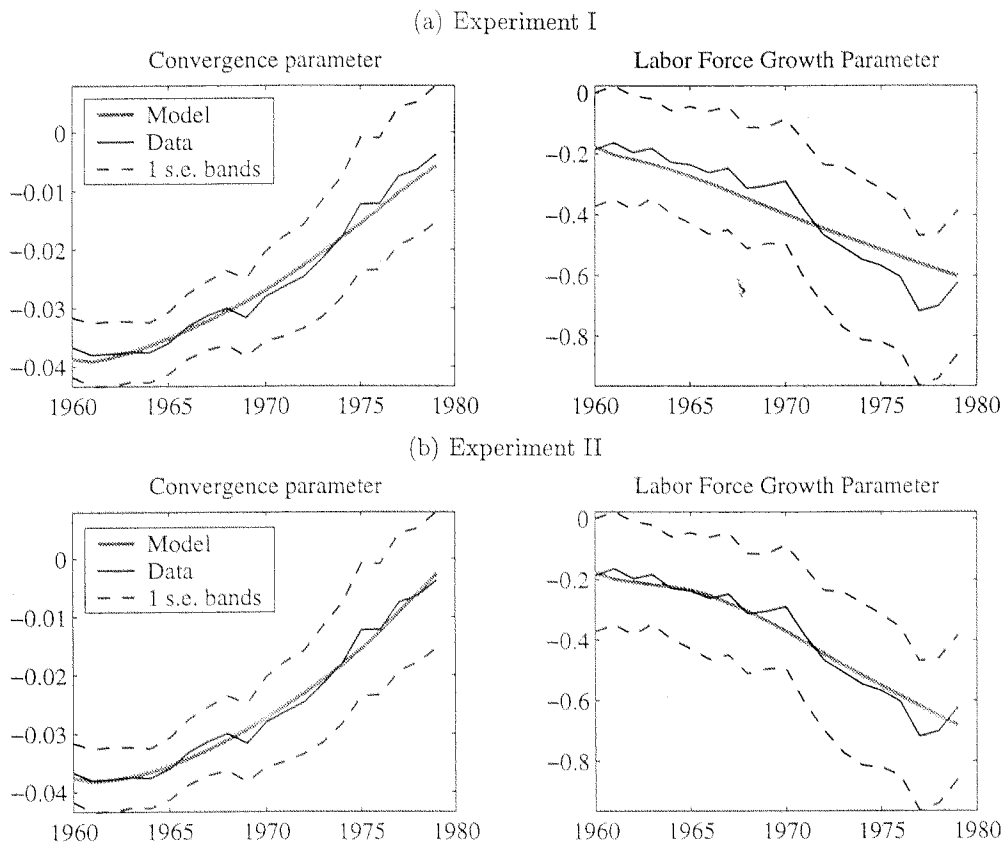 (a) Experiment I
Convergence parameter
Labor Force Growth Parameter
Model
Data
1 s.e. bands
0
−0.01
−0.02
−0.03
−0.04
1960 1965 1970 1975 1980
0
−0.2
−0.4
−0.6
−0.8
1960 1965 1970 1975 1980
(b) Experiment II
Convergence parameter
Labor Force Growth Parameter
Model
Data
1 s.e. bands
0
−0.01
−0.02
−0.03
−0.04
1960 1965 1970 1975 1980
0
−0.2
−0.4
−0.6
−0.8
1960 1965 1970 1975 1980